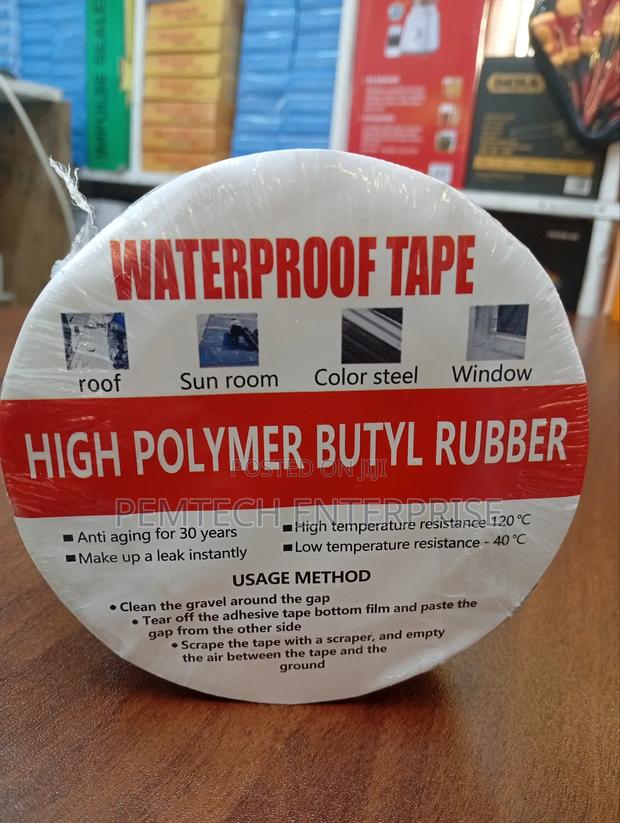 IMPULSE SEALER
WATERPROOF TAPE
roof Sun room Color steel Window
HIGH POLYMER BUTYL RUBBER
POSTED ON JIJI
PEMTECH ENTERPRISE
■ Anti aging for 30 years ■ High temperature resistance 120℃
■ Make up a leak instantly ■ Low temperature resistance - 40℃
USAGE METHOD
• Clean the gravel around the gap
• Tear off the adhesive tape bottom film and paste the
gap from the other side
• Scrape the tape with a scraper, and empty
the air between the tape and the
ground